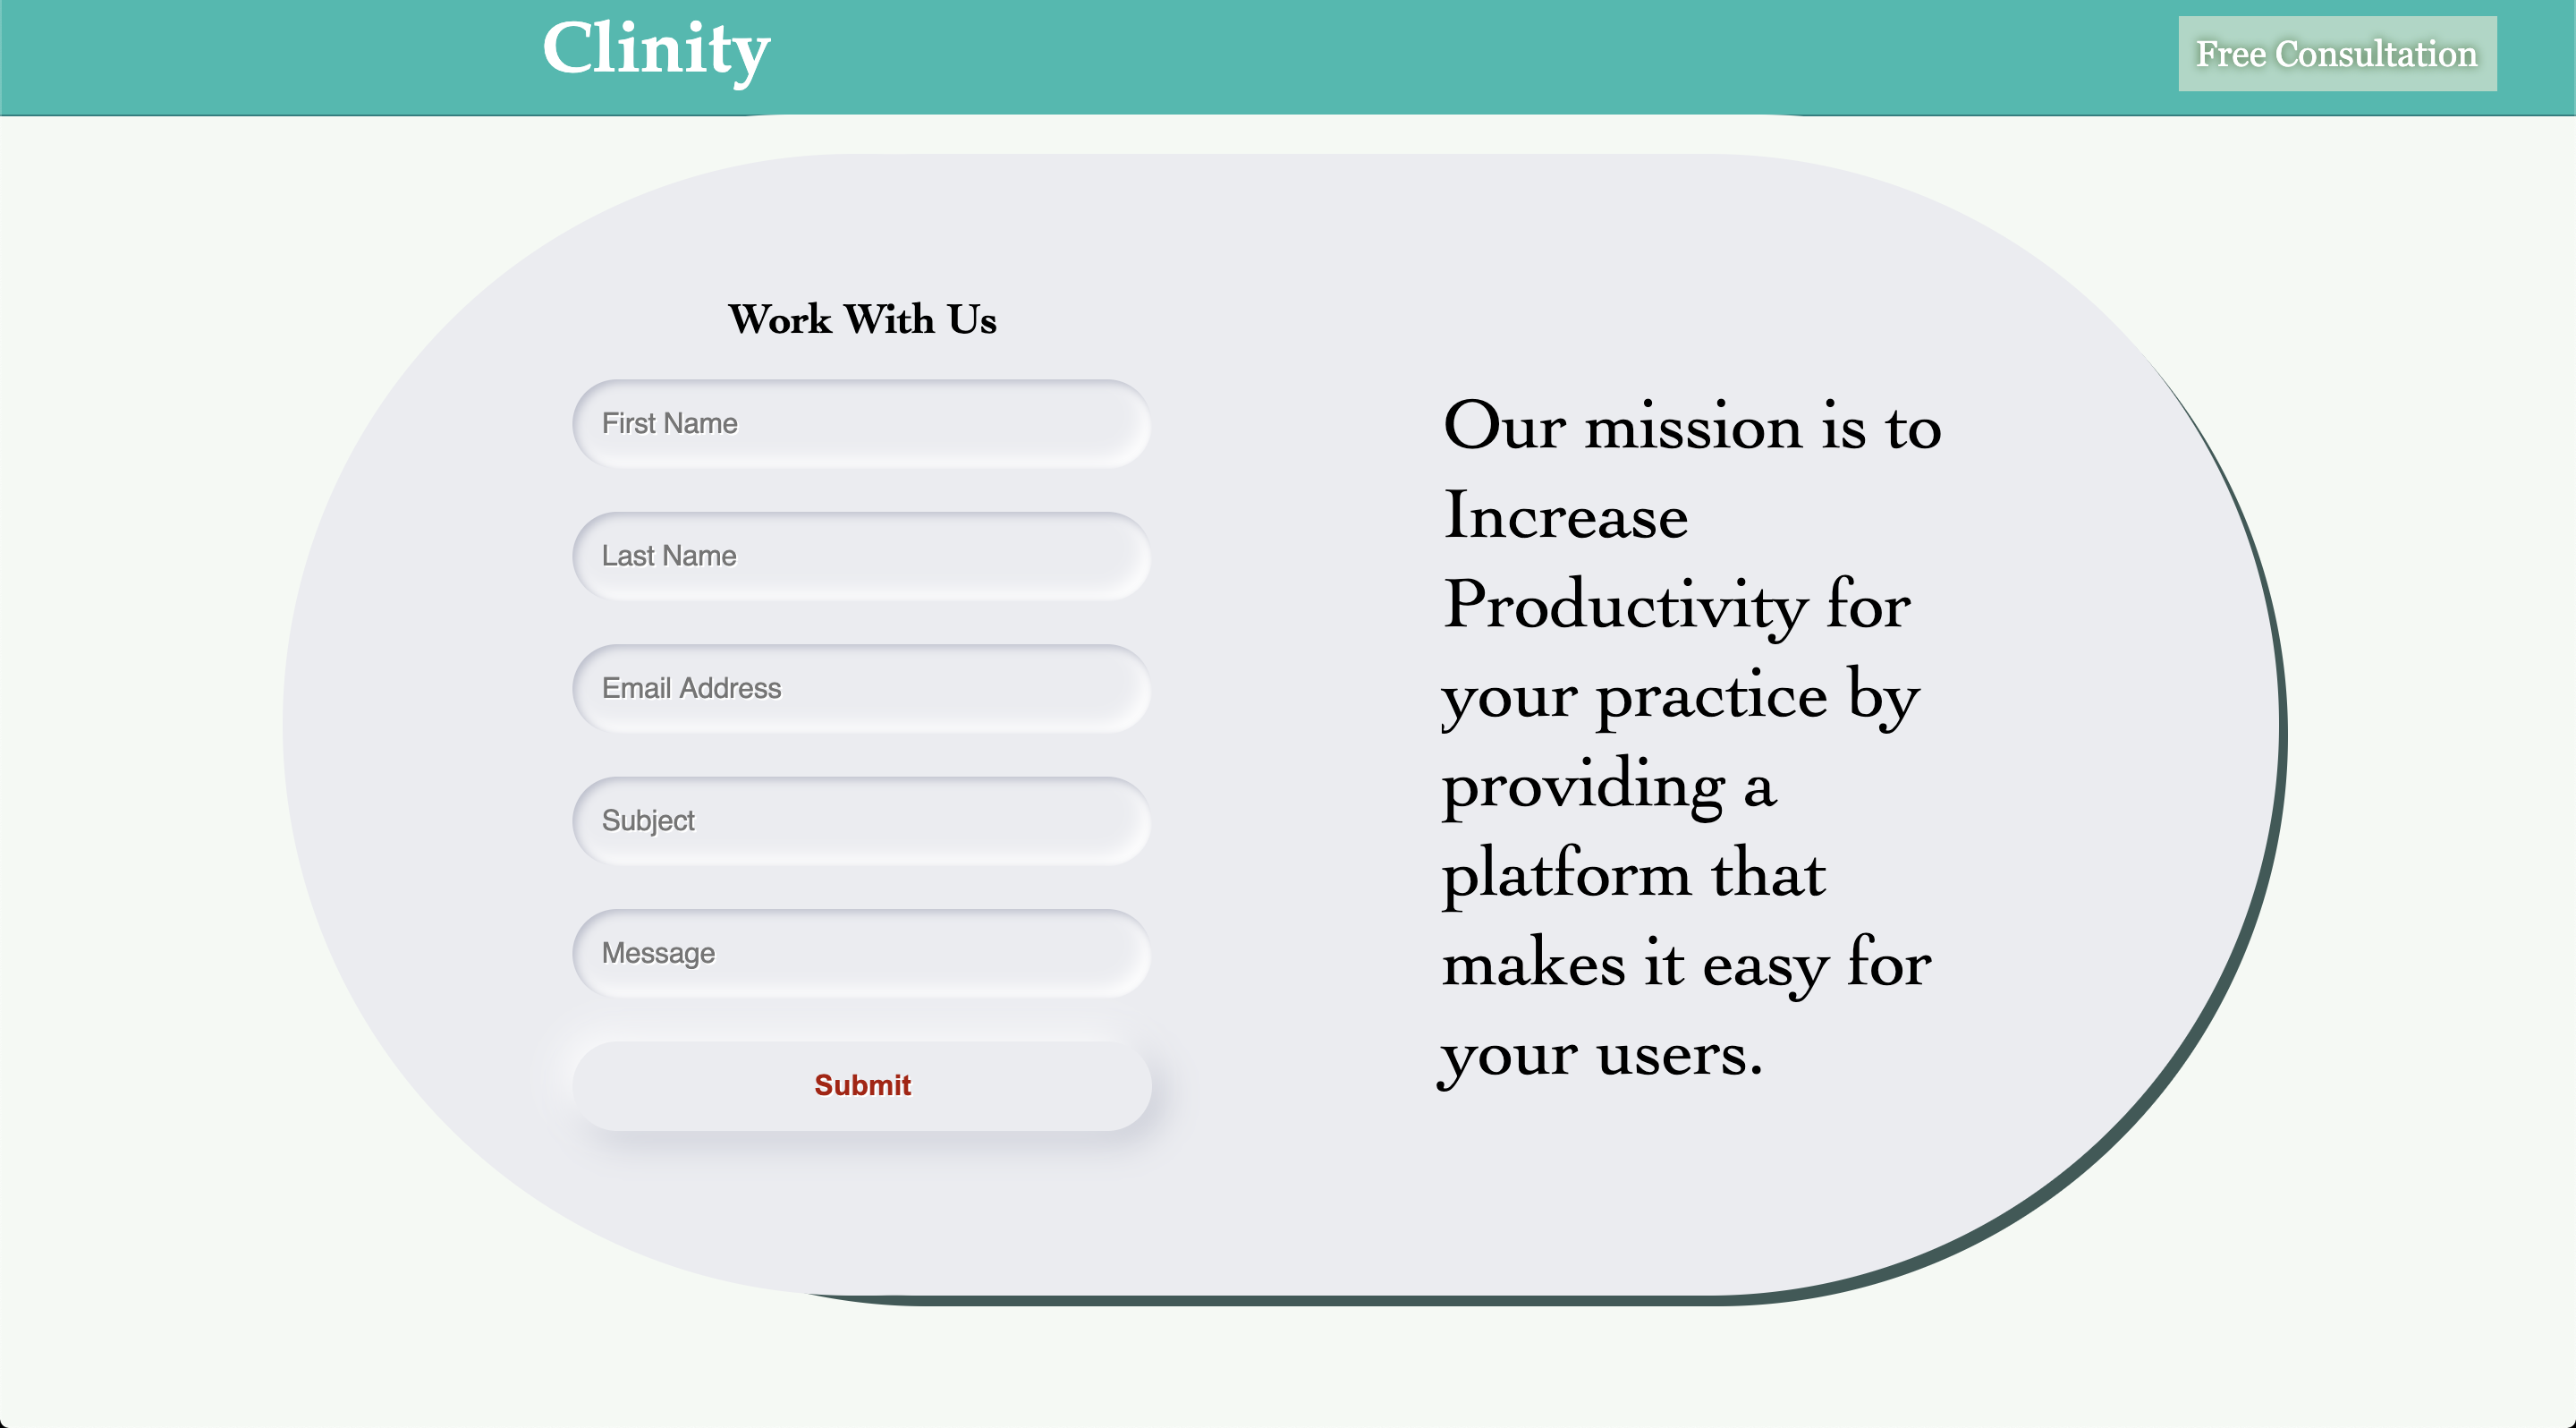 Clinity
Free Consultation
Work With Us
First Name
Last Name
Email Address
Subject
Message
Submit
Our mission is to
Increase
Productivity for
your practice by
providing a
platform that
makes it easy for
your users.